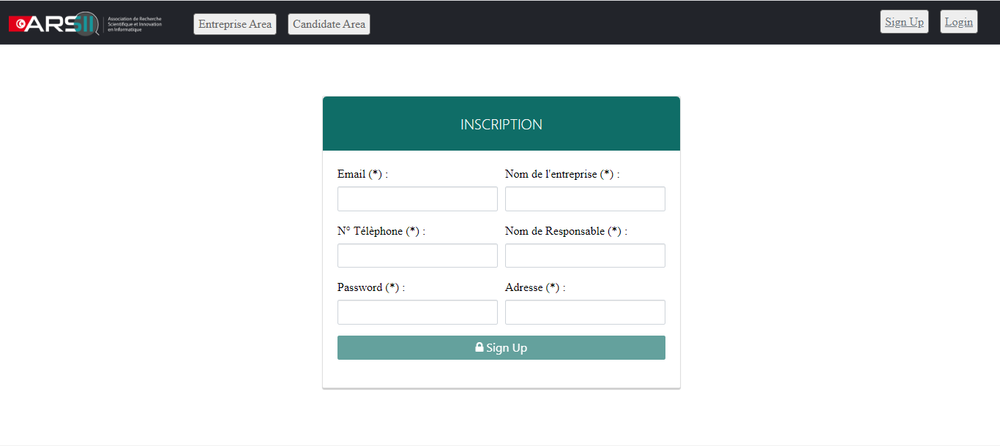 ARSII
Association de Recherche
Scientifique et Innovation
en Informatique
Entreprise Area
Candidate Area
Sign Up
Login
INSCRIPTION
Email (*) :
Nom de l'entreprise (*) :
N° Télèphone (*) :
Nom de Responsable (*) :
Password (*) :
Adresse (*) :
Sign Up